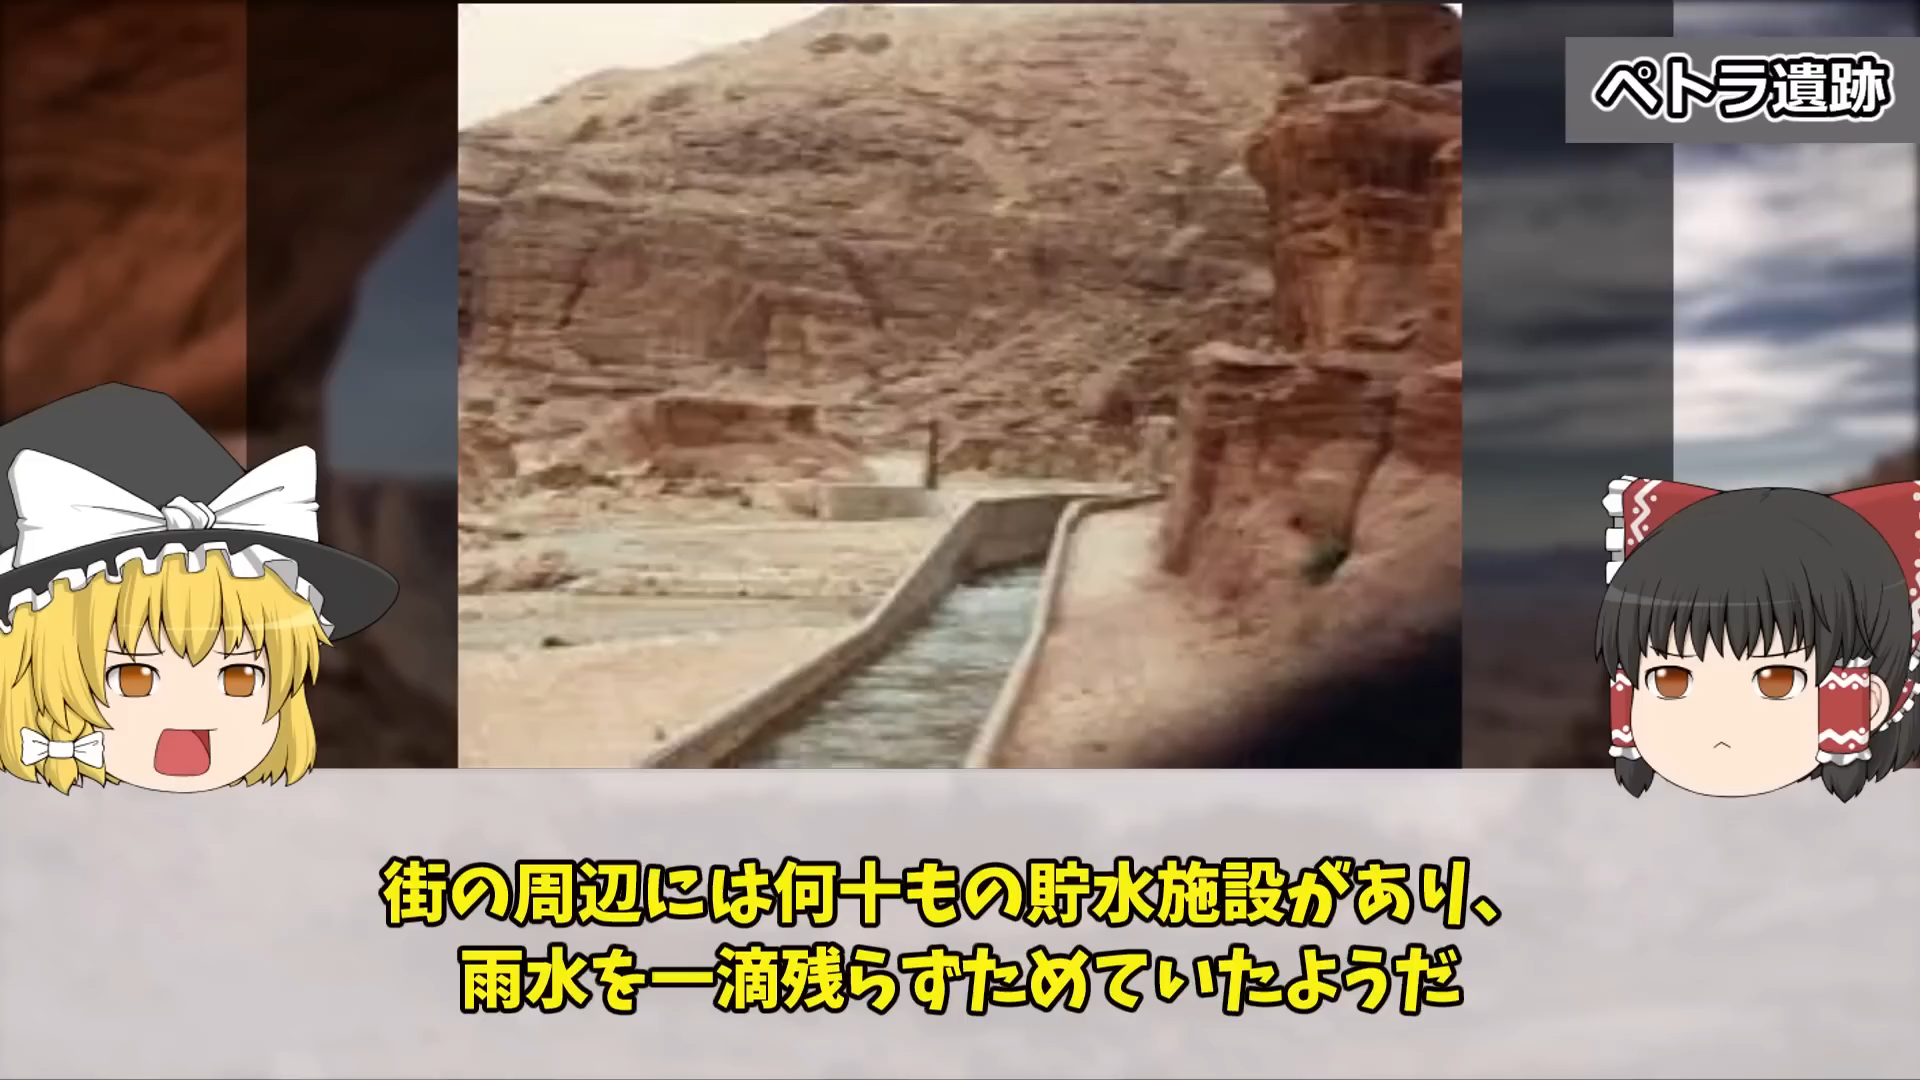 ペトラ遺跡
街の周辺には何十もの貯水施設があり、
雨水を一滴残らずためていたようだ